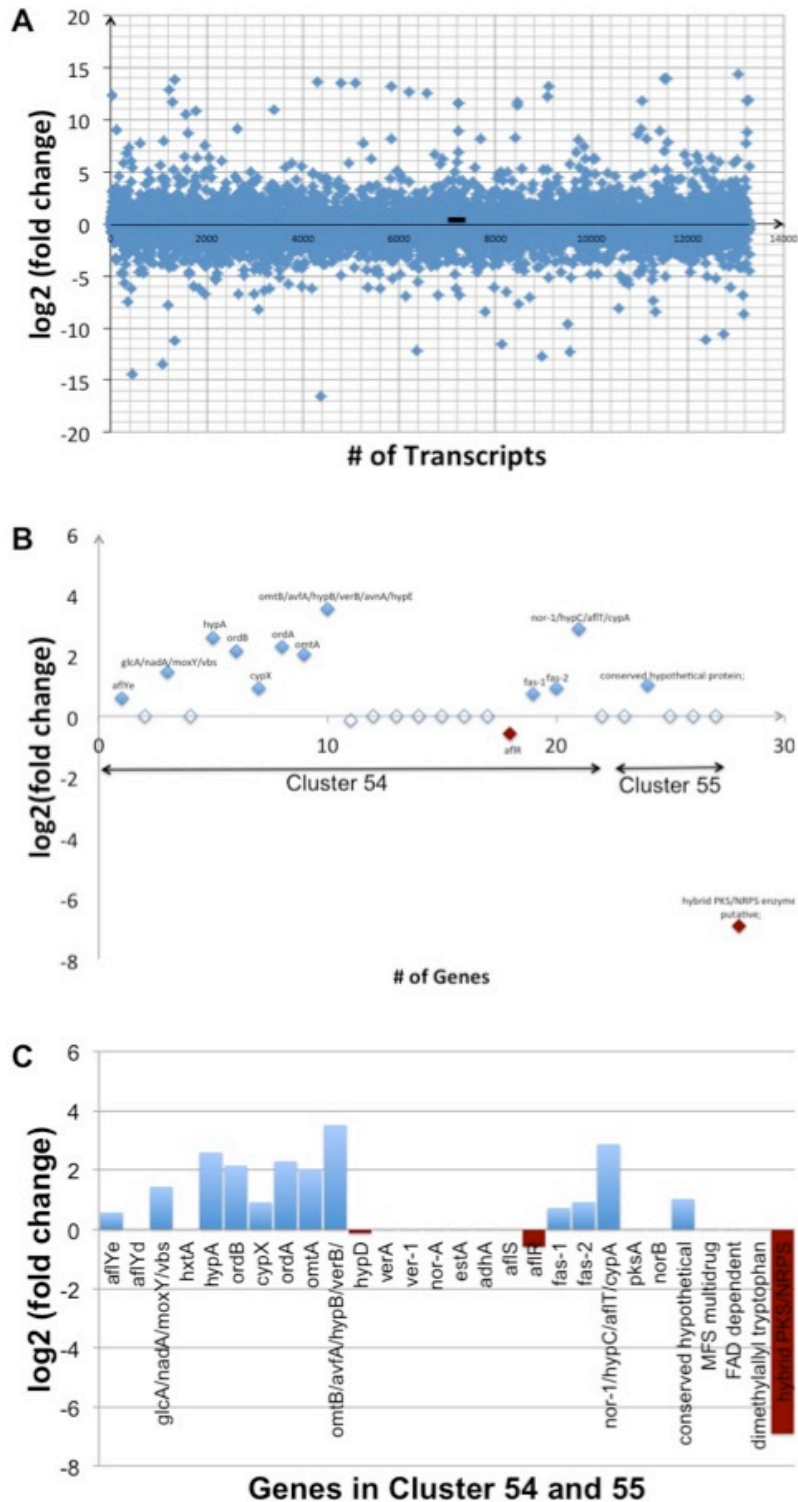 A
log2 (fold change)
20
15
10
5
0
-5
-10
-15
-20
0 2000 4000 6000 8000 10000 12000 14000
# of Transcripts
B
log2(fold change)
6
4
2
0
-2
-4
-6
-8
omtB/avfA/hypB/verB/avnA/hypE
hypA
ordB
ordA
omtA
nor-1/hypC/aflT/cypA
glcA/nadA/moxY/vbs
cypX
aflYe
fas-1
fas-2
conserved hypothetical protein;
0 10 20 30
aflR
Cluster 54
Cluster 55
hybrid PKS/NRPS enzyme
putative;
# of Genes
C
log2 (fold change)
6
4
2
0
-2
-4
-6
-8
aflYe
aflYd
glcA/nadA/moxY/vbs
hxtA
hypA
ordB
cypX
ordA
omtA
omtB/avfA/hypB/verB/
hypD
verA
ver-1
nor-A
estA
adhA
aflS
aflR
fas-1
fas-2
nor-1/hypC/aflT/cypA
pksA
norB
conserved hypothetical
MFS multidrug
FAD dependent
dimethylallyl tryptophan
hybrid PKS/NRPS
Genes in Cluster 54 and 55